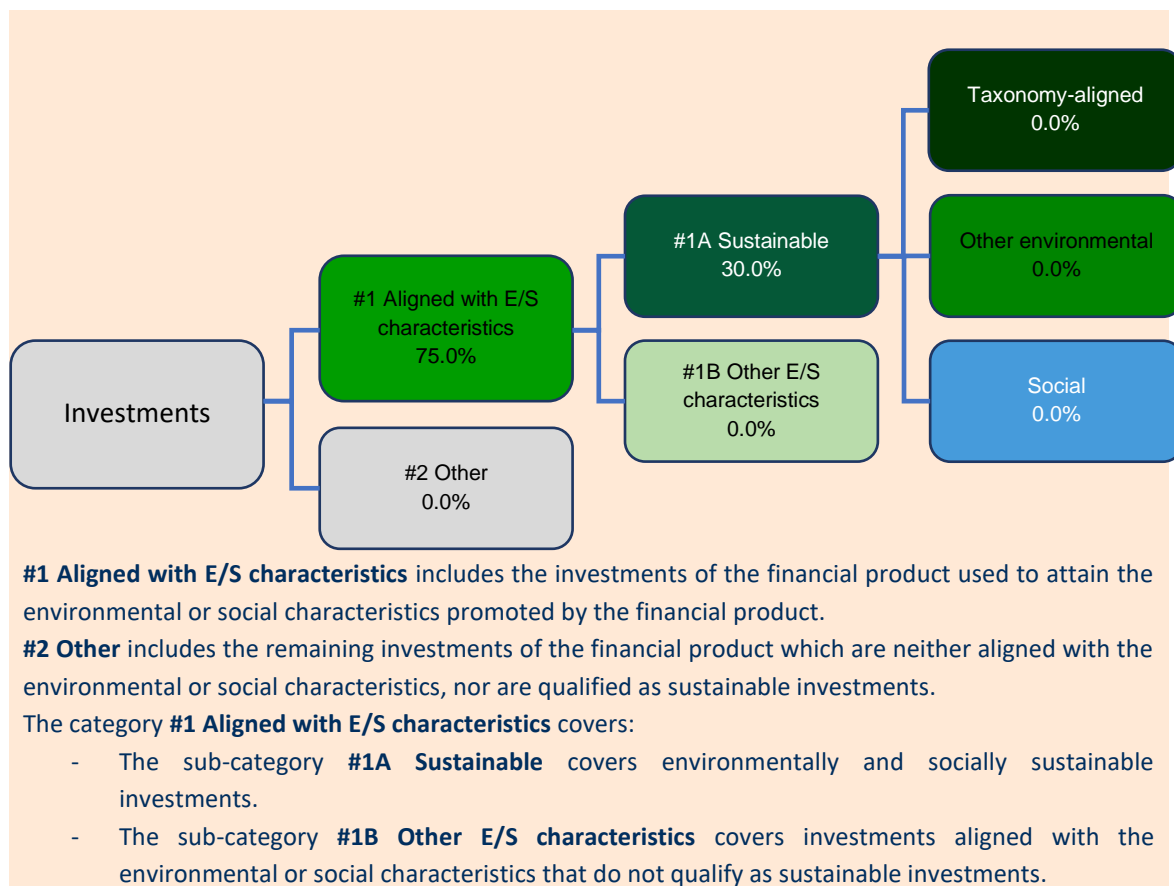 Taxonomy-aligned
0.0%
#1A Sustainable
30.0%
Other environmental
0.0%
#1 Aligned with E/S
characteristics
75.0%
#1B Other E/S
characteristics
0.0%
Social
0.0%
Investments
#2 Other
0.0%
#1 Aligned with E/S characteristics includes the investments of the financial product used to attain the
environmental or social characteristics promoted by the financial product.
#2 Other includes the remaining investments of the financial product which are neither aligned with the
environmental or social characteristics, nor are qualified as sustainable investments.
The category #1 Aligned with E/S characteristics covers:
- The sub-category #1A Sustainable covers environmentally and socially sustainable
investments.
- The sub-category #1B Other E/S characteristics covers investments aligned with the
environmental or social characteristics that do not qualify as sustainable investments.